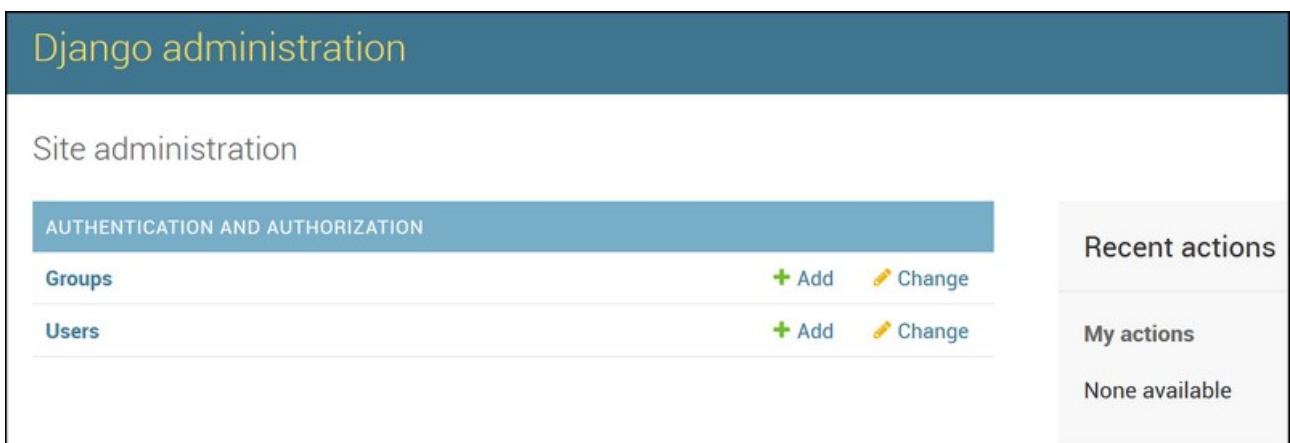 Django administration
Site administration
AUTHENTICATION AND AUTHORIZATION
Groups
Add
Change
Users
Add
Change
Recent actions
My actions
None available